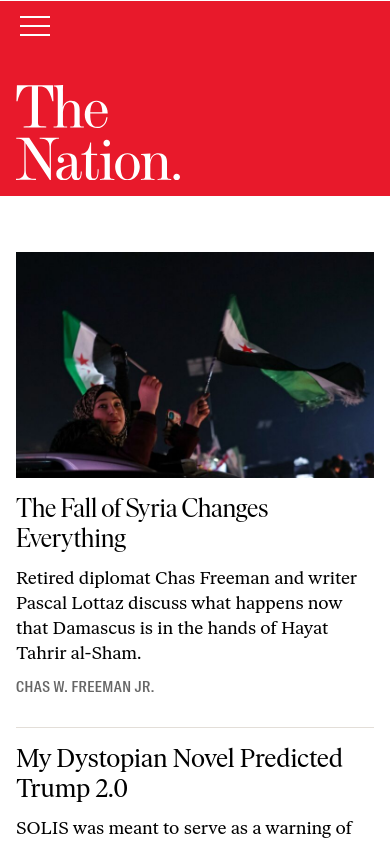 The
Nation.
The Fall of Syria Changes
Everything
Retired diplomat Chas Freeman and writer
Pascal Lottaz discuss what happens now
that Damascus is in the hands of Hayat
Tahrir al-Sham.
CHAS W. FREEMAN JR.
My Dystopian Novel Predicted
Trump 2.0
SOLIS was meant to serve as a warning of